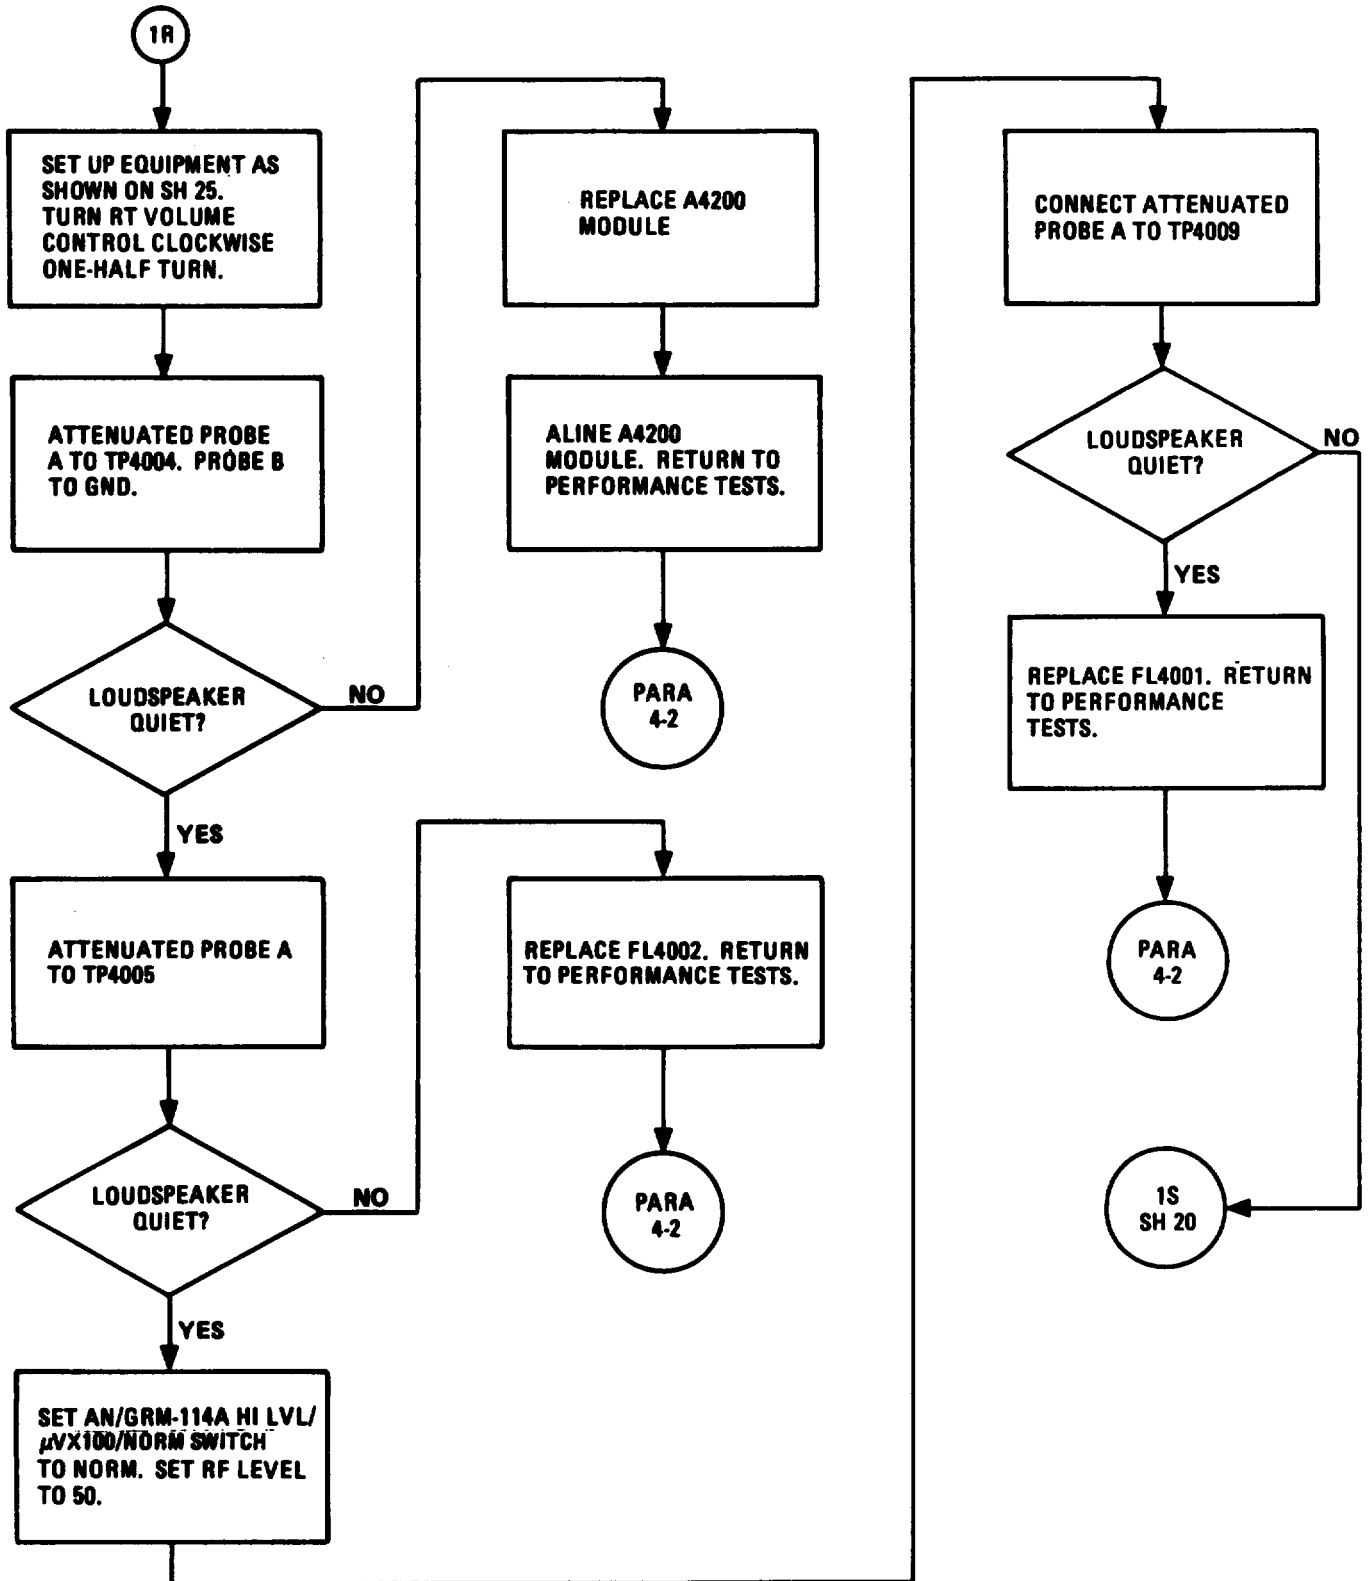 1R
SET UP EQUIPMENT AS
SHOWN ON SH 25.
TURN RT VOLUME
CONTROL CLOCKWISE
ONE-HALF TURN.
ATTENUATED PROBE
A TO TP4004. PROBE B
TO GND.
LOUDSPEAKER
QUIET?
NO
YES
REPLACE A4200
MODULE
ALINE A4200
MODULE. RETURN TO
PERFORMANCE TESTS.
PARA
4-2
ATTENUATED PROBE A
TO TP4005
LOUDSPEAKER
QUIET?
NO
YES
REPLACE FL4002. RETURN
TO PERFORMANCE TESTS.
PARA
4-2
SET AN/GRM-114A HI LVL/
μVX100/NORM SWITCH
TO NORM. SET RF LEVEL
TO 50.
CONNECT ATTENUATED
PROBE A TO TP4009
LOUDSPEAKER
QUIET?
NO
YES
REPLACE FL4001. RETURN
TO PERFORMANCE
TESTS.
PARA
4-2
1S
SH 20